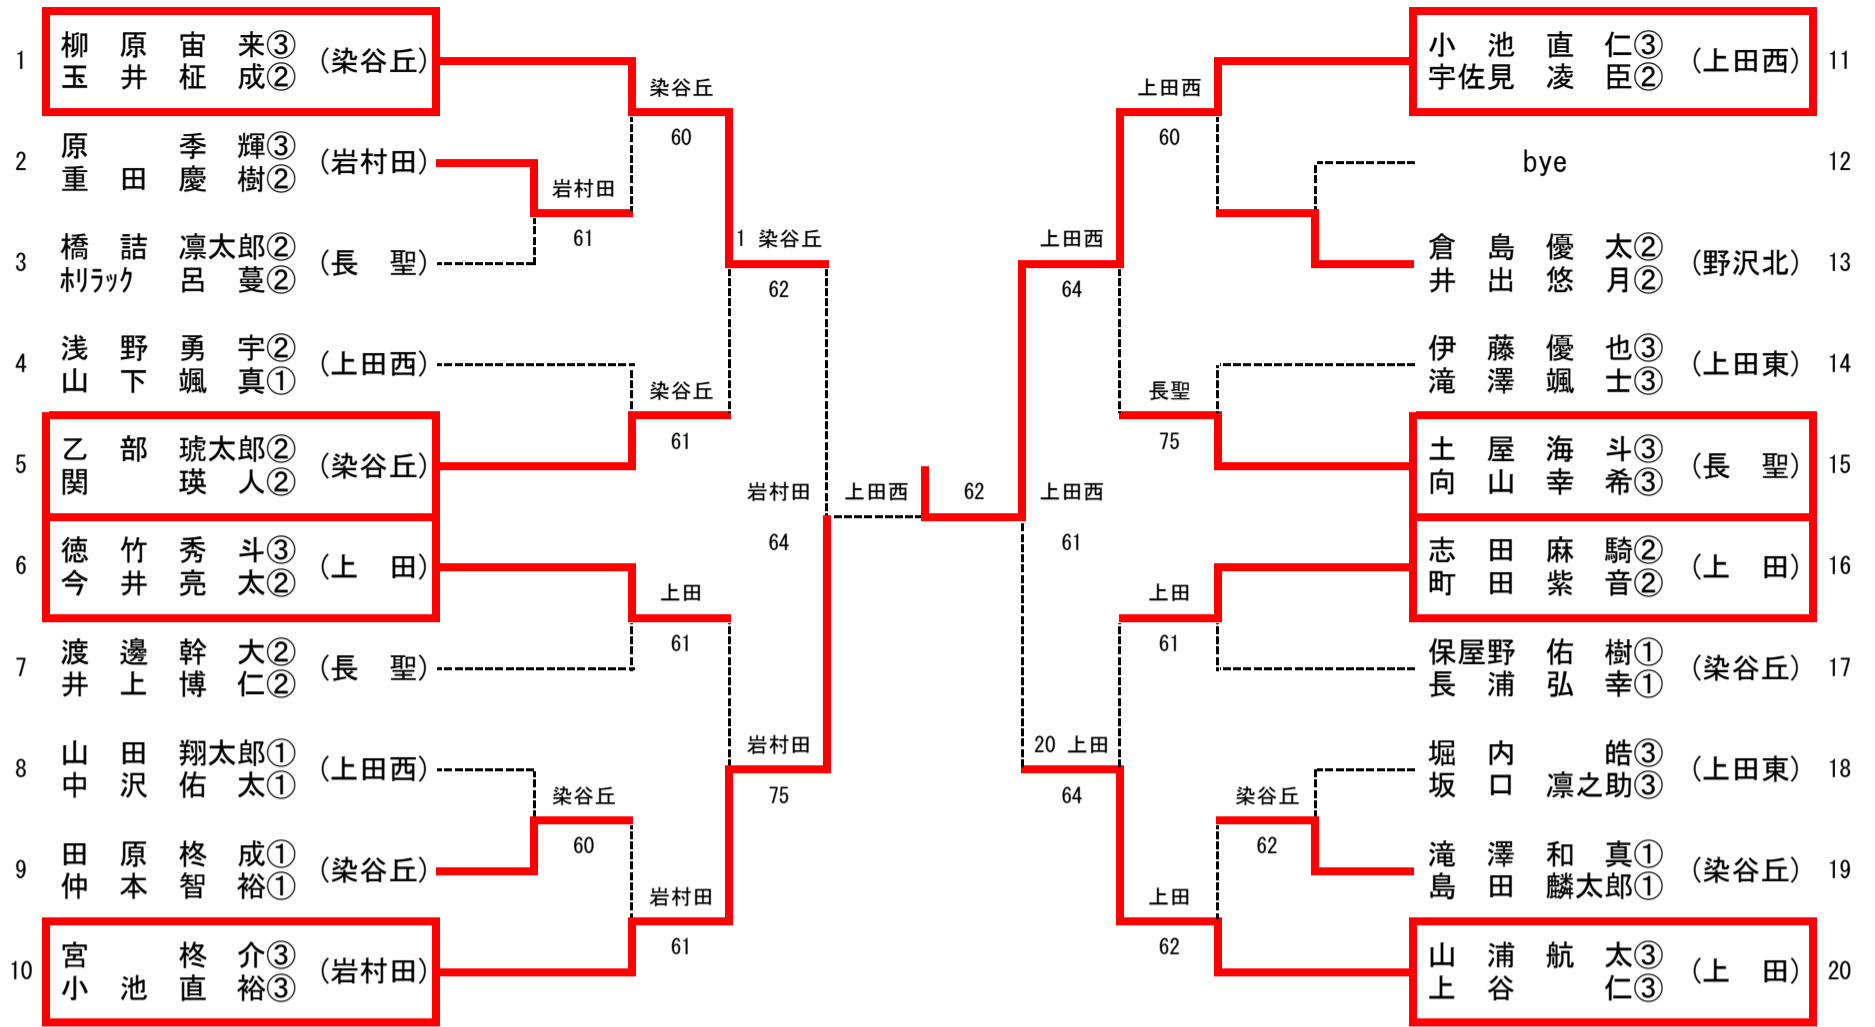 1 柳原宙来③ (染谷丘)
玉井柾成②
2 原季輝③ (岩村田)
重田慶樹②
3 橋詰凛太郎② (長聖)
ﾎﾘﾗｯｸ呂蔓②
4 浅野勇宇② (上田西)
山下颯真①
5 乙部琥太郎② (染谷丘)
関瑛人②
6 徳竹秀斗③ (上田)
今井亮太②
7 渡邊幹大② (長聖)
井上博仁②
8 山田翔太郎① (上田西)
中沢佑太①
9 田原柊成① (染谷丘)
仲本智裕①
10 宮柊介③ (岩村田)
小池直裕③
岩村田
61
染谷丘
60
染谷丘
60
染谷丘
61
上田
61
岩村田
61
1 染谷丘
62
岩村田
75
岩村田
64
上田西
62
上田西
61
上田西
64
20 上田
64
上田西
60
長聖
75
上田
61
上田
62
染谷丘
62
小池直仁③ (上田西) 11
宇佐見凌臣②
bye 12
倉島優太② (野沢北) 13
井出悠月②
伊藤優也③ (上田東) 14
滝澤颯士③
土屋海斗③ (長聖) 15
向山幸希③
志田麻騎② (上田) 16
町田紫音②
保屋野佑樹① (染谷丘) 17
長浦弘幸①
堀内皓③ (上田東) 18
坂口凛之助③
滝澤和真① (染谷丘) 19
島田麟太郎①
山浦航太③ (上田) 20
上谷仁③